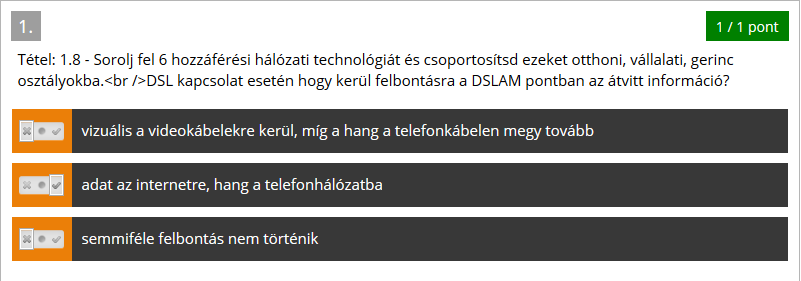 1.
1 / 1 pont
Tétel: 1.8 - Sorolj fel 6 hozzáférési hálózati technológiát és csoportosítsd ezeket otthoni, vállalati, gerinc
osztályokba.<br />DSL kapcsolat esetén hogy kerül felbontásra a DSLAM pontban az átvitt információ?
vizuális a videokábelekre kerül, míg a hang a telefonkábelen megy tovább
adat az internetre, hang a telefonhálózatba
semmiféle felbontás nem történik